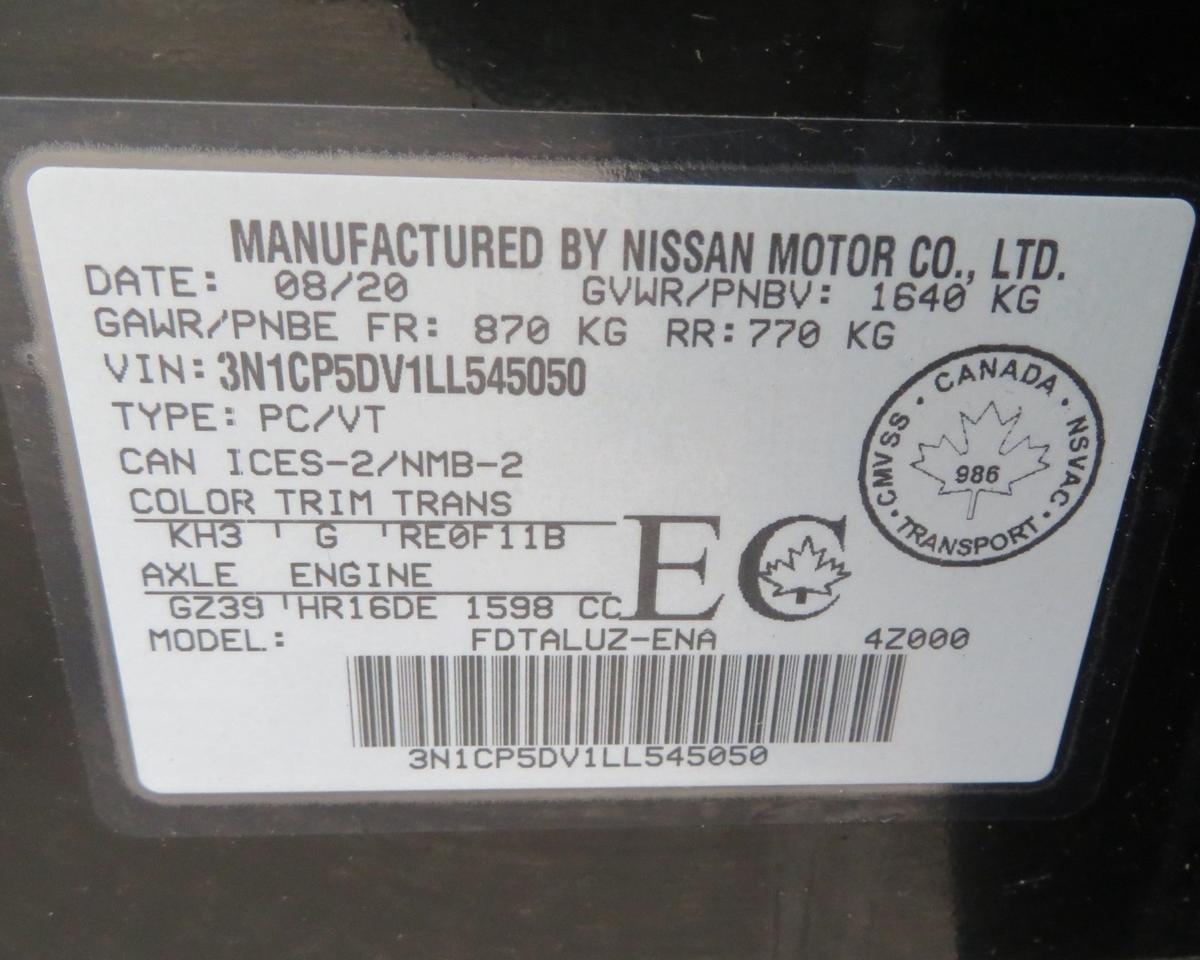 MANUFACTURED BY NISSAN MOTOR CO., LTD.
DATE: 08/20 GVWR/PNBV: 1640 KG
GAWR/PNBE FR: 870 KG RR: 770 KG
VIN: 3N1CP5DV1LL545050
TYPE: PC/VT
CAN ICES-2/NMB-2
COLOR TRIM TRANS
KH3 ' G 'RE0F11B
AXLE ENGINE
GZ39 'HR16DE 1598 CC
MODEL: FDTALUZ-ENA 4Z000
3N1CP5DV1LL545050
EC
CMVSS · CANADA · NSVAC · TRANSPORT ·
986